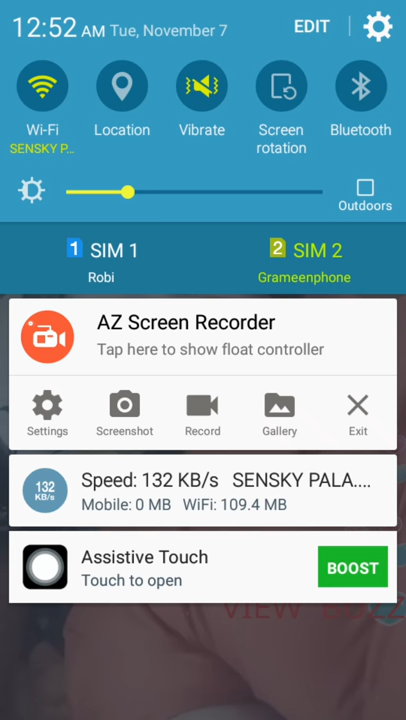 12:52 AM Tue, November 7 EDIT
Wi-Fi Location Vibrate Screen rotation Bluetooth
SENSKY P...
Outdoors
1 SIM 1 2 SIM 2
Robi Grameenphone
AZ Screen Recorder
Tap here to show float controller
Settings Screenshot Record Gallery Exit
132 KB/s
Speed: 132 KB/s SENSKY PALA....
Mobile: 0 MB WiFi: 109.4 MB
Assistive Touch
Touch to open
BOOST
VIEW BUZZ